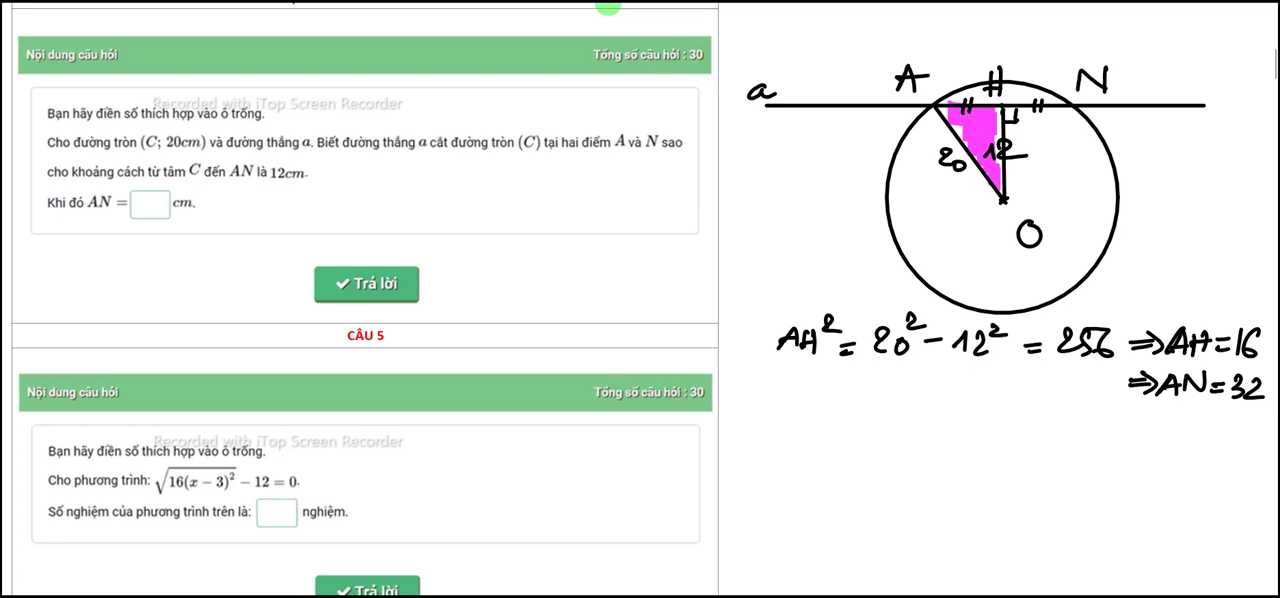 Nội dung câu hỏi
Tổng số câu hỏi : 30
Recorded with iTop Screen Recorder
Bạn hãy điền số thích hợp vào ô trống.
Cho đường tròn (C; 20cm) và đường thẳng a. Biết đường thẳng a cắt đường tròn (C) tại hai điểm A và N sao
cho khoảng cách từ tâm C đến AN là 12cm.
Khi đó AN = cm.
✔ Trả lời
CÂU 5
Nội dung câu hỏi
Tổng số câu hỏi : 30
Recorded with iTop Screen Recorder
Bạn hãy điền số thích hợp vào ô trống.
Cho phương trình: √16(x − 3)² − 12 = 0.
Số nghiệm của phương trình trên là: nghiệm.
✔ Trả lời
a A H N
20 12
O
AH² = 20² − 12² = 256 ⇒ AH = 16
⇒ AN = 32